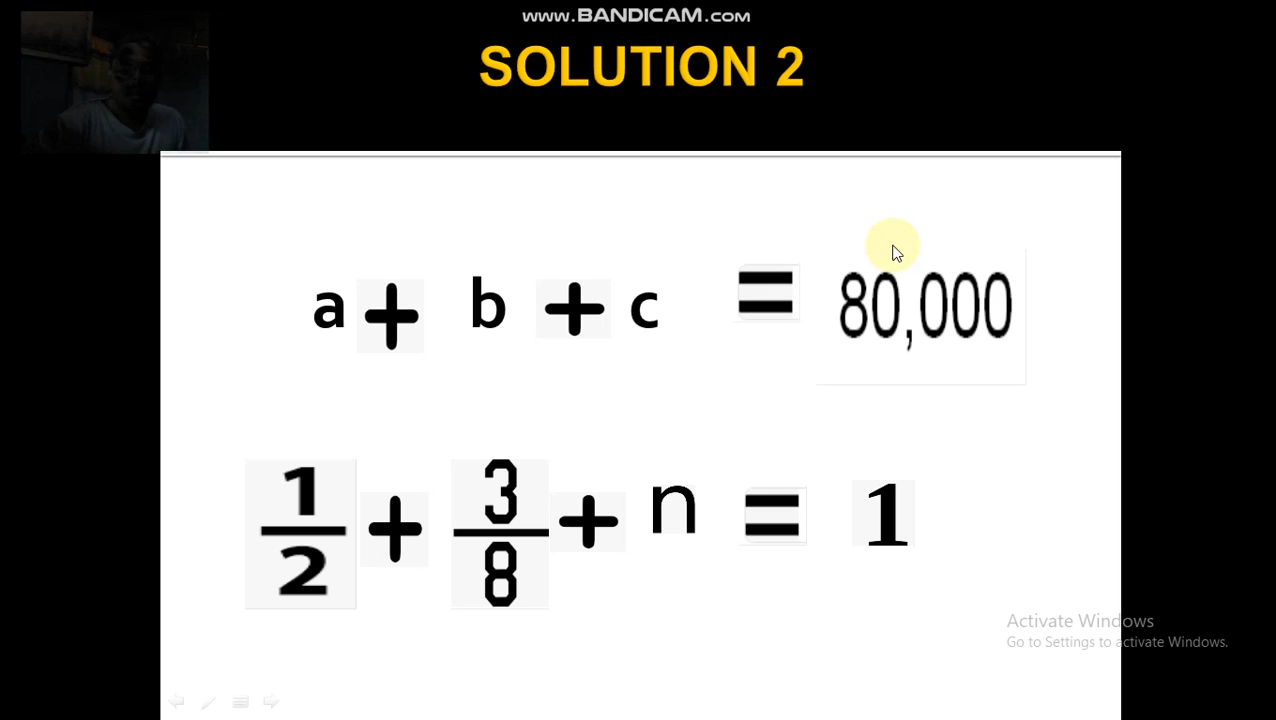 www.BANDICAM.com
SOLUTION 2
a + b + c = 80,000
1/2 + 3/8 + n = 1
Activate Windows
Go to Settings to activate Windows.